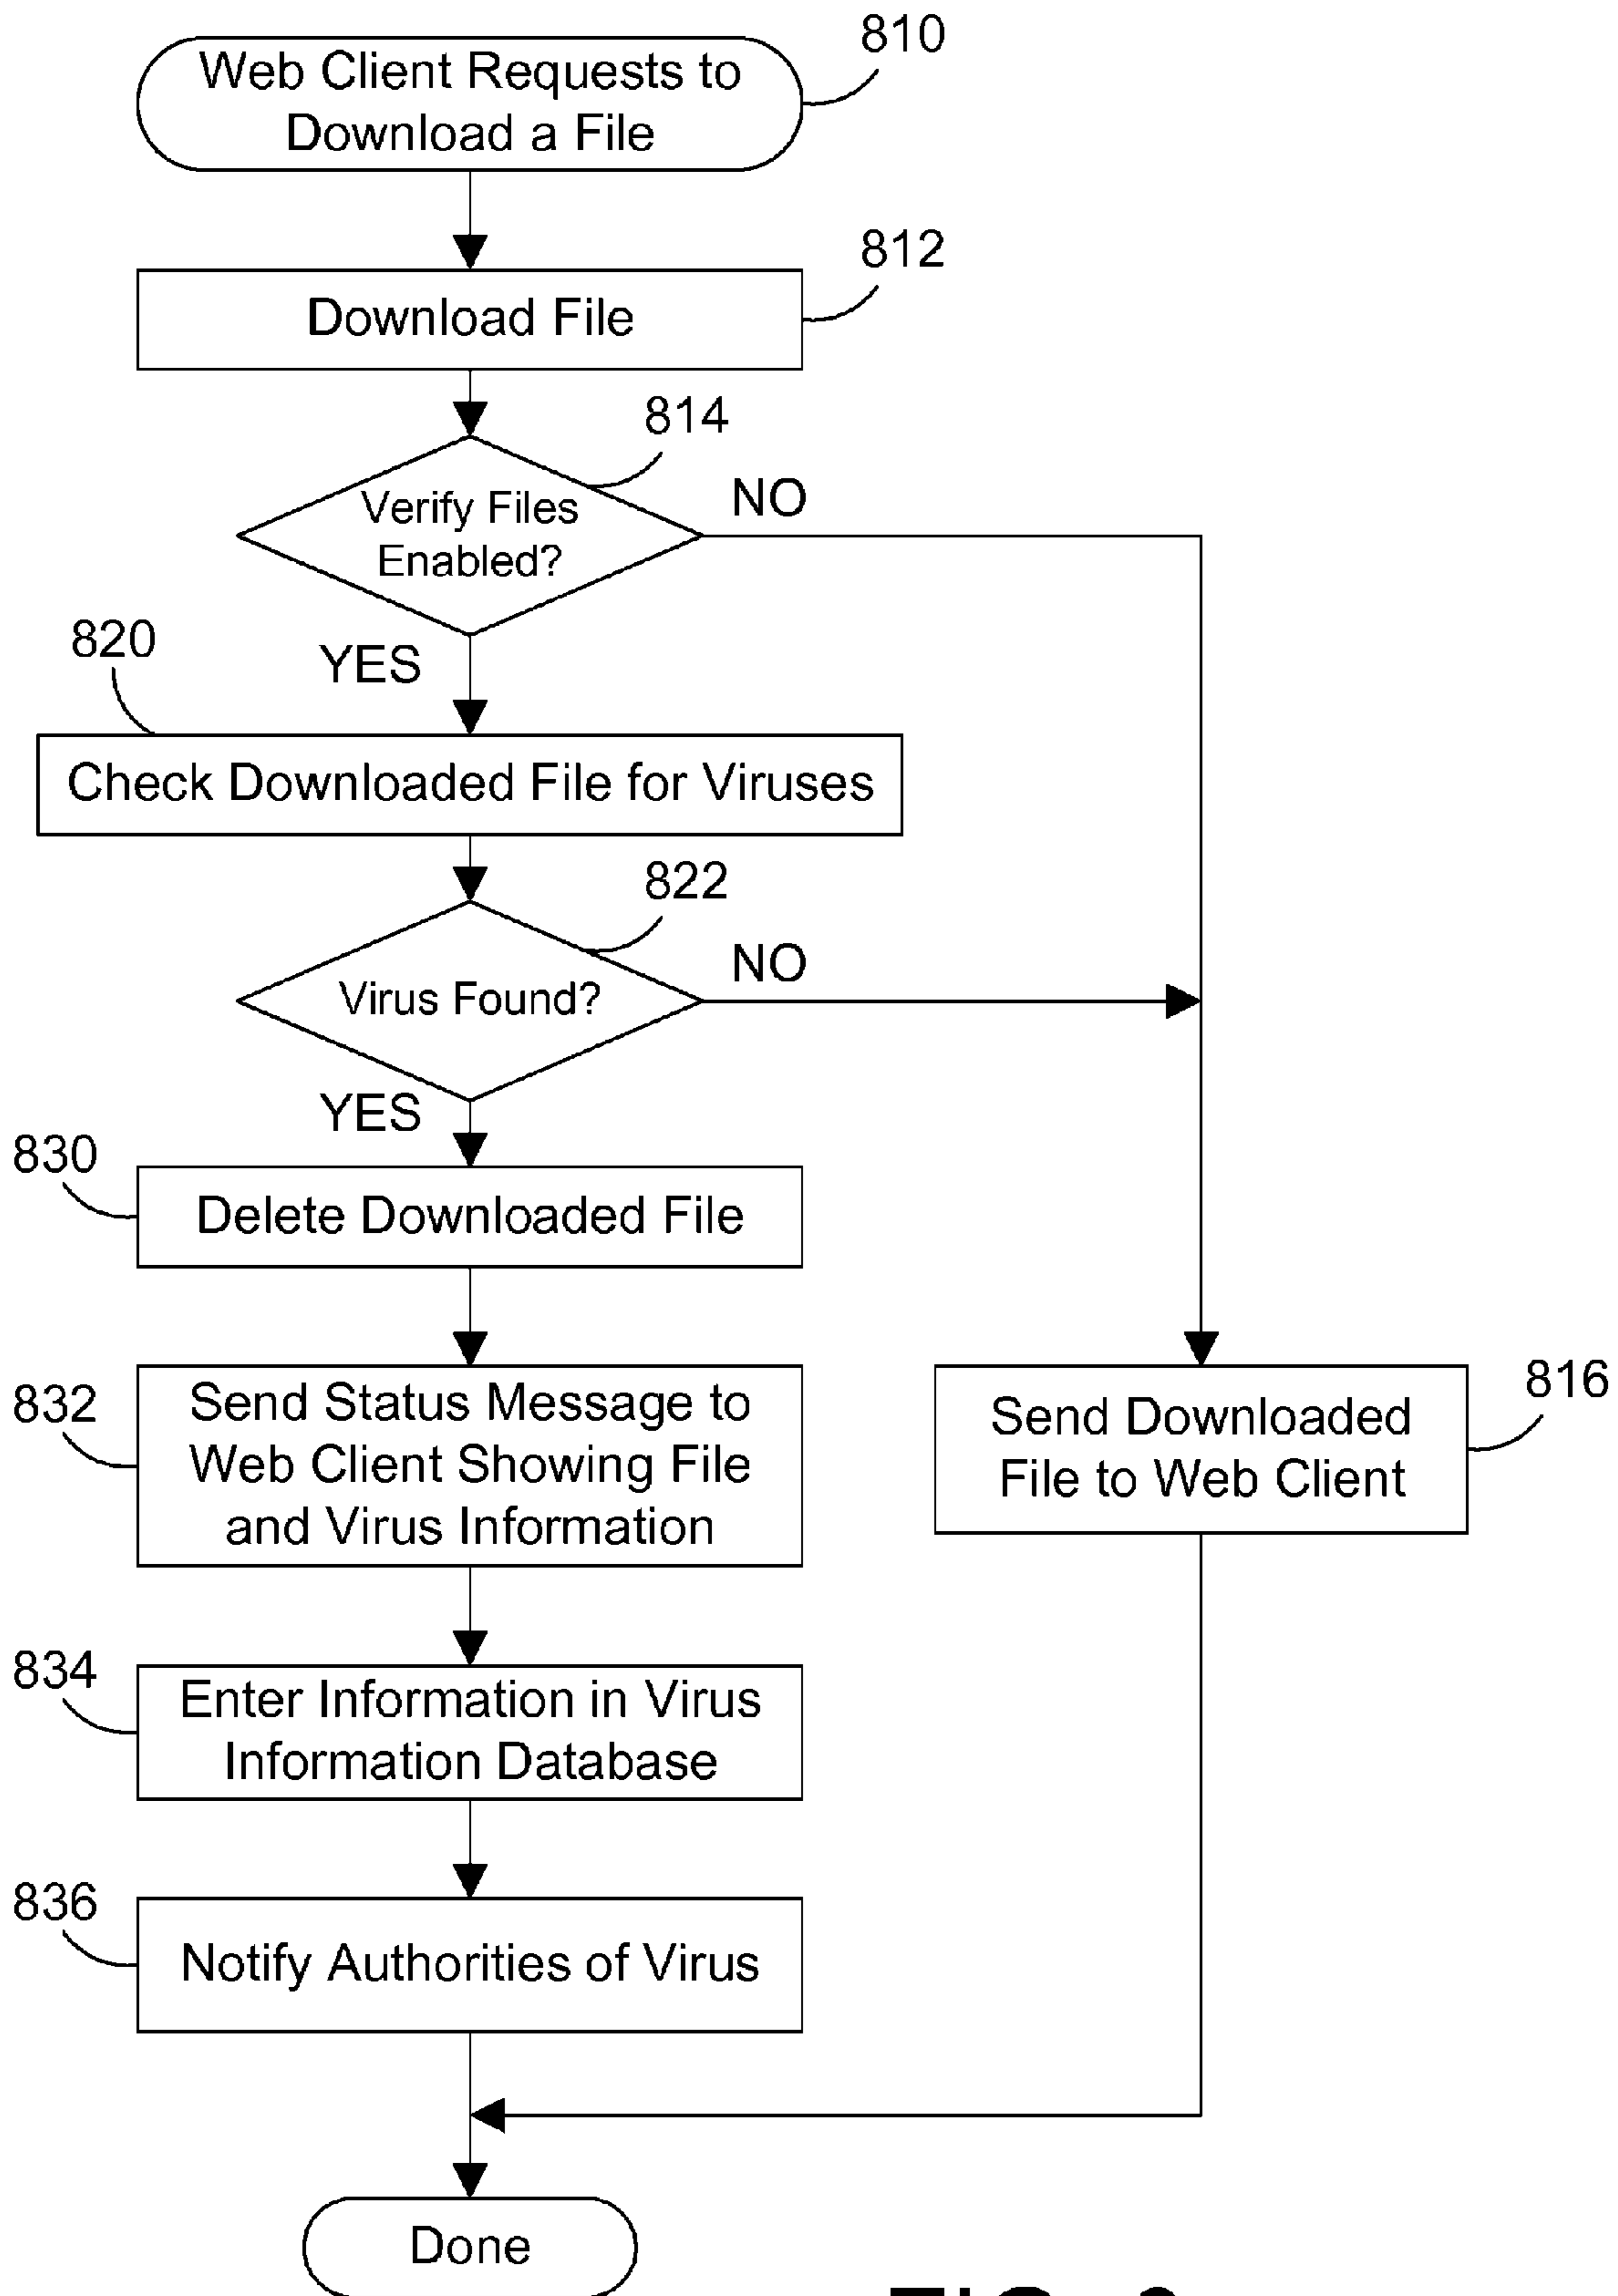 810
Web Client Requests to
Download a File
812
Download File
814
Verify Files
Enabled?
NO
YES
820
Check Downloaded File for Viruses
822
Virus Found?
NO
YES
830
Delete Downloaded File
832
Send Status Message to
Web Client Showing File
and Virus Information
816
Send Downloaded
File to Web Client
834
Enter Information in Virus
Information Database
836
Notify Authorities of Virus
Done